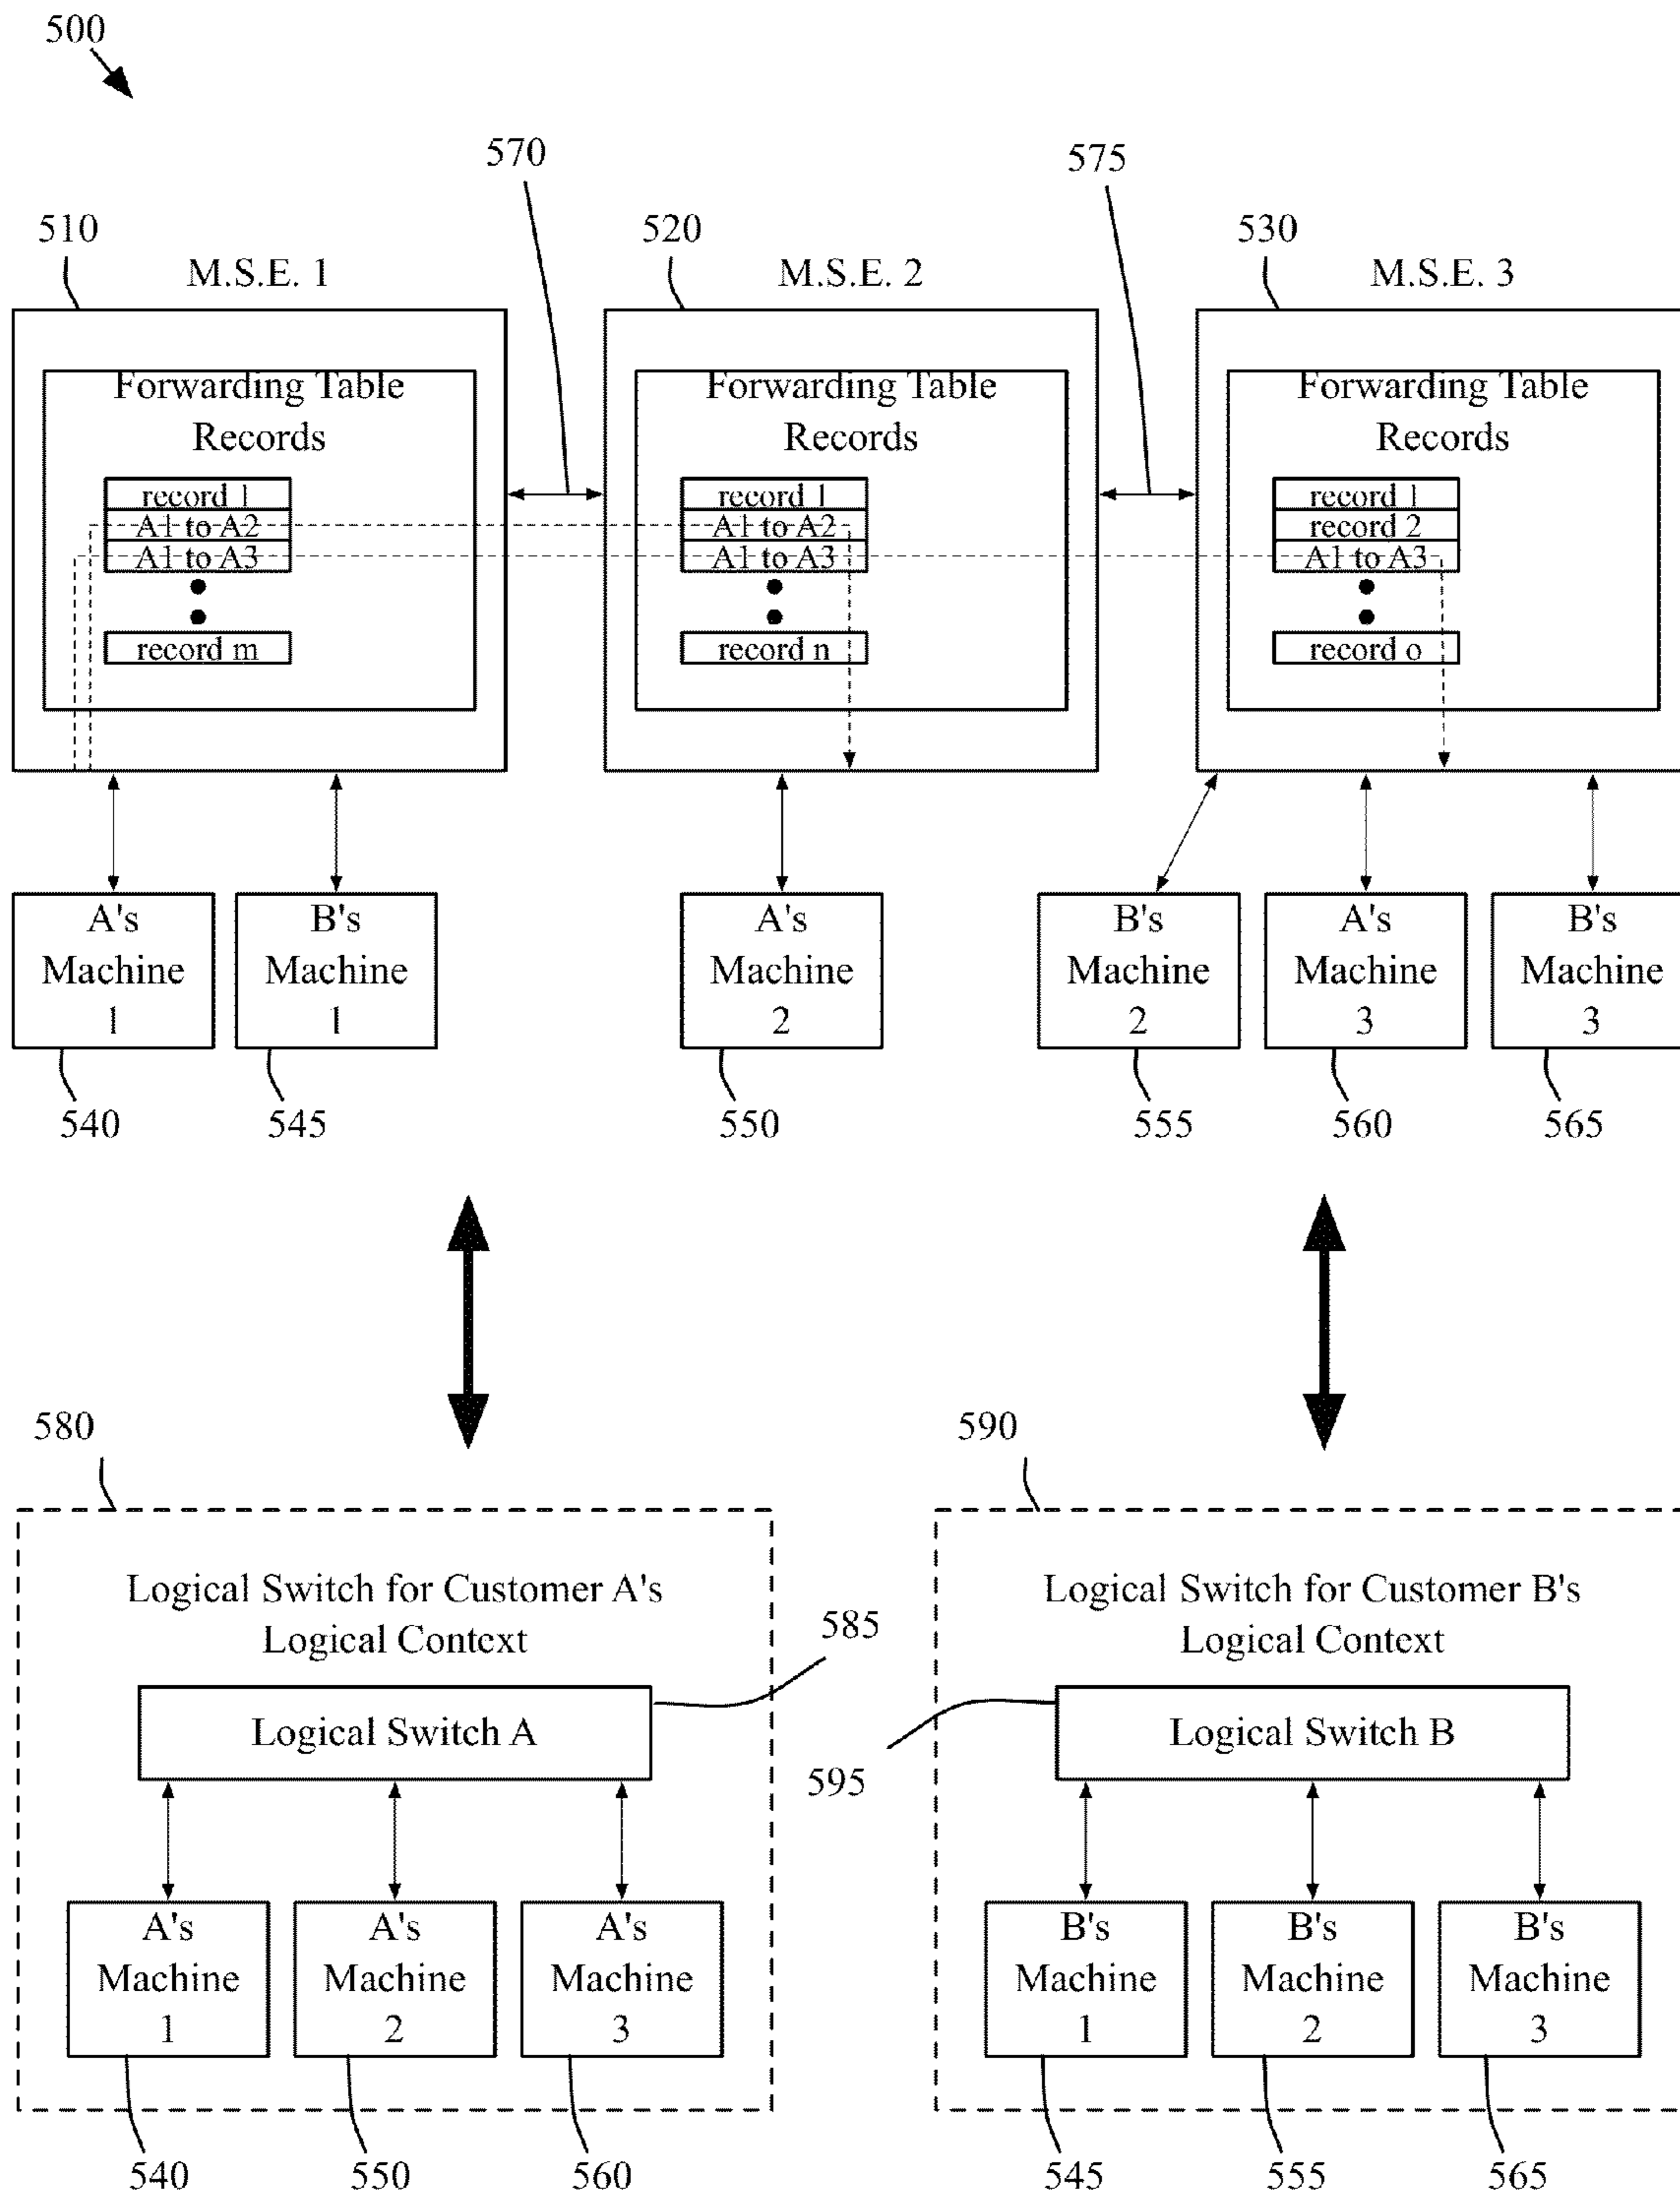 500
570
575
510
520
530
M.S.E. 1
M.S.E. 2
M.S.E. 3
Forwarding Table
Records
record 1
A1 to A2
A1 to A3
record m
Forwarding Table
Records
record 1
A1 to A2
A1 to A3
record n
Forwarding Table
Records
record 1
record 2
A1 to A3
record o
A's
Machine
1
B's
Machine
1
A's
Machine
2
B's
Machine
2
A's
Machine
3
B's
Machine
3
540
545
550
555
560
565
580
590
Logical Switch for Customer A's
Logical Context
585
Logical Switch A
A's
Machine
1
A's
Machine
2
A's
Machine
3
540
550
560
Logical Switch for Customer B's
Logical Context
595
Logical Switch B
B's
Machine
1
B's
Machine
2
B's
Machine
3
545
555
565